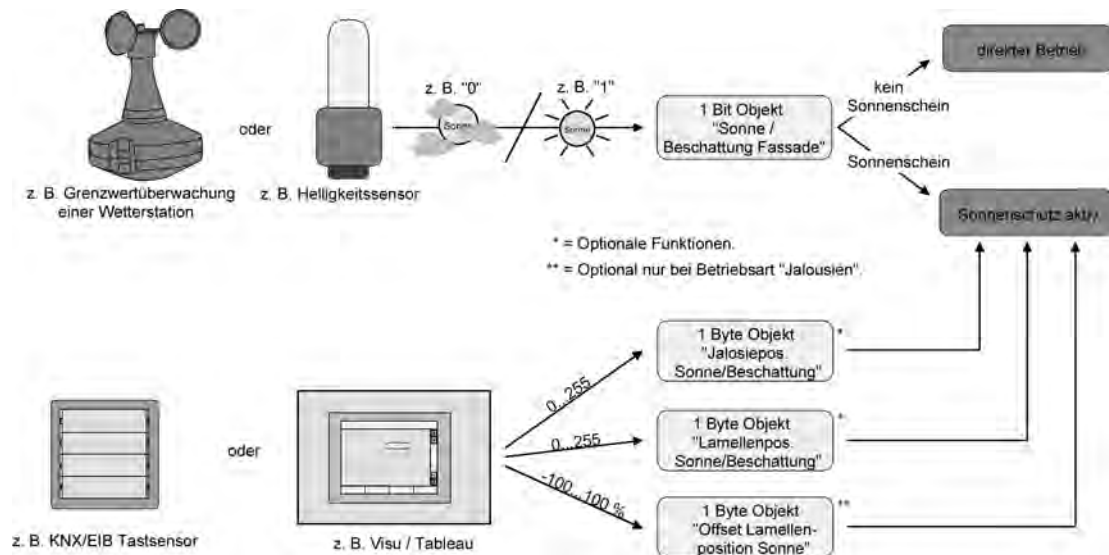 direkter Betrieb
z. B. "0"
z. B. "1"
kein
Sonnenschein
1 Bit Objekt
"Sonne /
Beschattung Fassade"
Sonne
Sonne
oder
Sonnenschein
z. B. Grenzwertüberwachung
einer Wetterstation
z. B. Helligkeitssensor
Sonnenschutz aktiv
* = Optionale Funktionen.
** = Optional nur bei Betriebsart "Jalousien".
1 Byte Objekt
"Jalosiepos.
Sonne/Beschattung"
*
0...255
1 Byte Objekt
"Lamellenpos.
Sonne/Beschattung"
*
0...255
oder
-100...100 %
1 Byte Objekt
"Offset Lamellen-
position Sonne"
**
z. B. KNX/EIB Tastsensor
z. B. Visu / Tableau